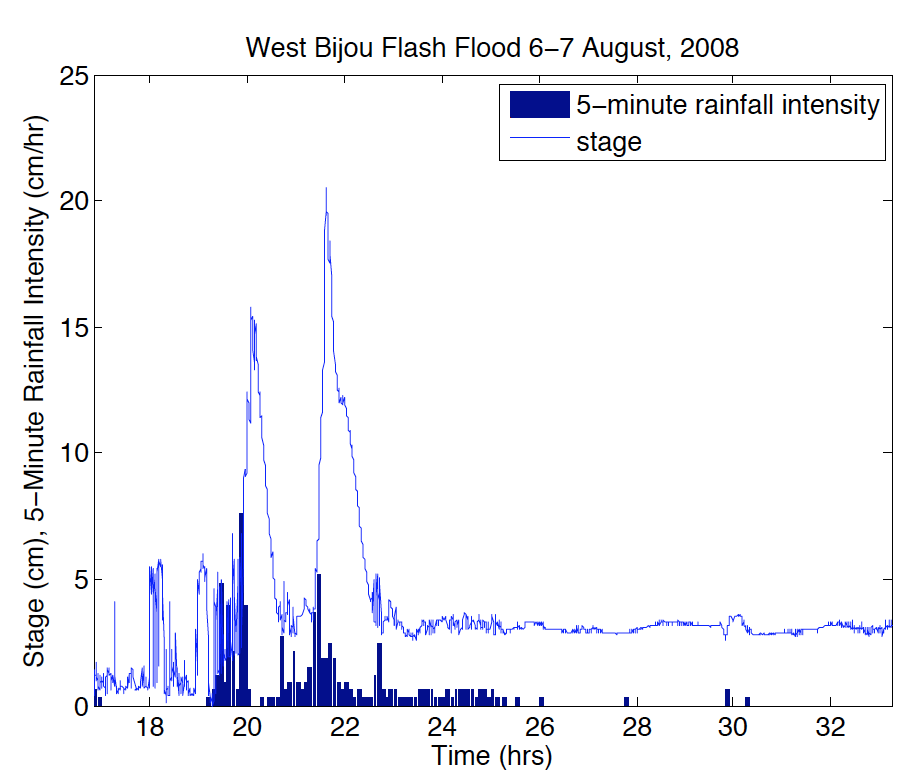 West Bijou Flash Flood 6−7 August, 2008
25
20
15
10
5
0
Stage (cm), 5−Minute Rainfall Intensity (cm/hr)
5−minute rainfall intensity
stage
18 20 22 24 26 28 30 32
Time (hrs)